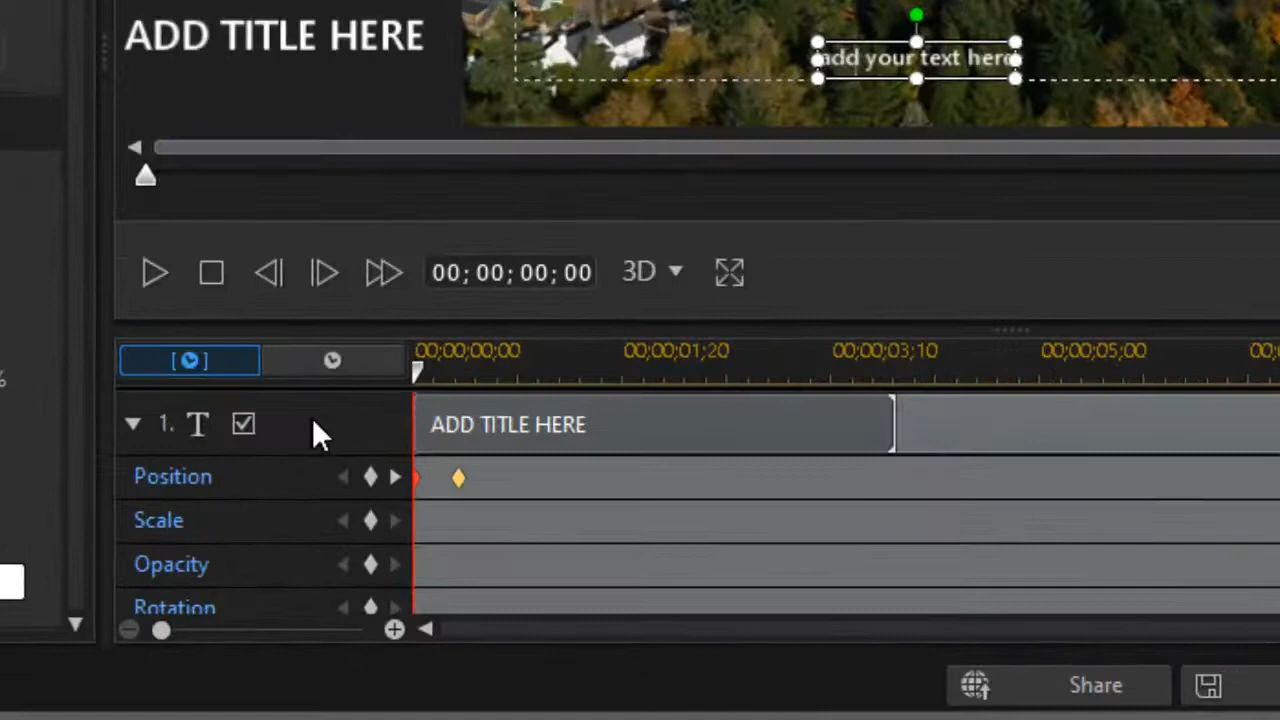 ADD TITLE HERE
add your text here
00; 00; 00; 00
3D
00;00;00;00
00;00;01;20
00;00;03;10
00;00;05;00
1. T
ADD TITLE HERE
Position
Scale
Opacity
Rotation
Share